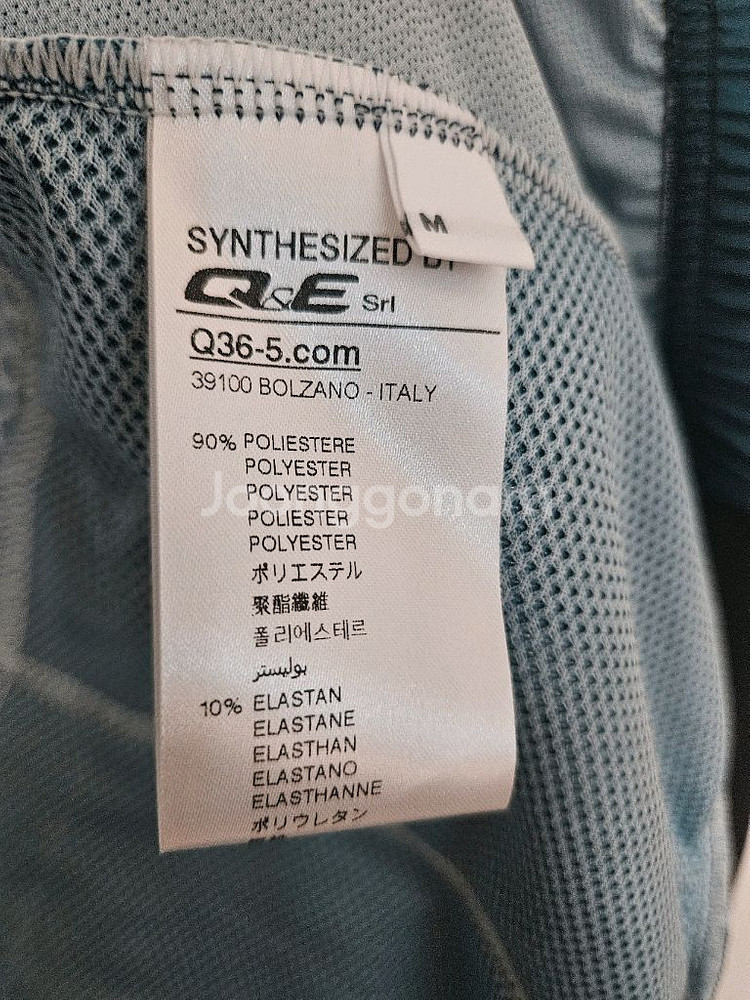 M
SYNTHESIZED BY
Q&E Srl
Q36-5.com
39100 BOLZANO - ITALY
90% POLIESTERE
POLYESTER
POLYESTER
POLIESTER
POLYESTER
ポリエステル
聚酯纖維
폴리에스테르
بوليستر
10% ELASTAN
ELASTANE
ELASTHAN
ELASTANO
ELASTHANNE
ポリウレタン